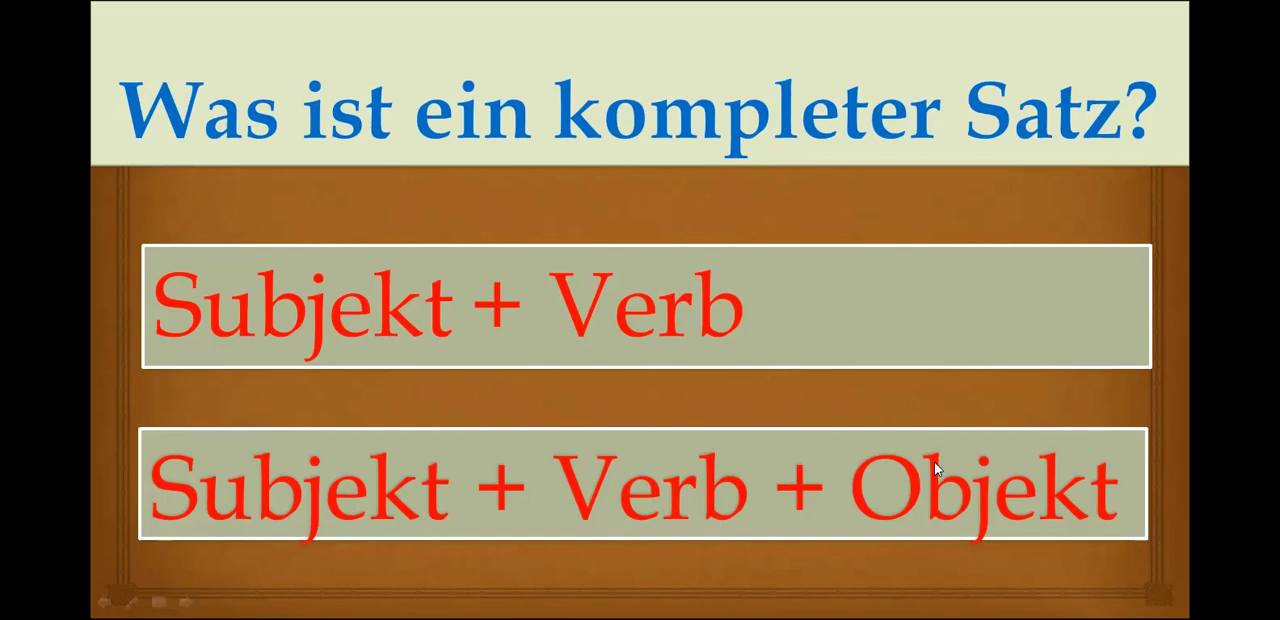 Was ist ein kompleter Satz?
Subjekt + Verb
Subjekt + Verb + Objekt